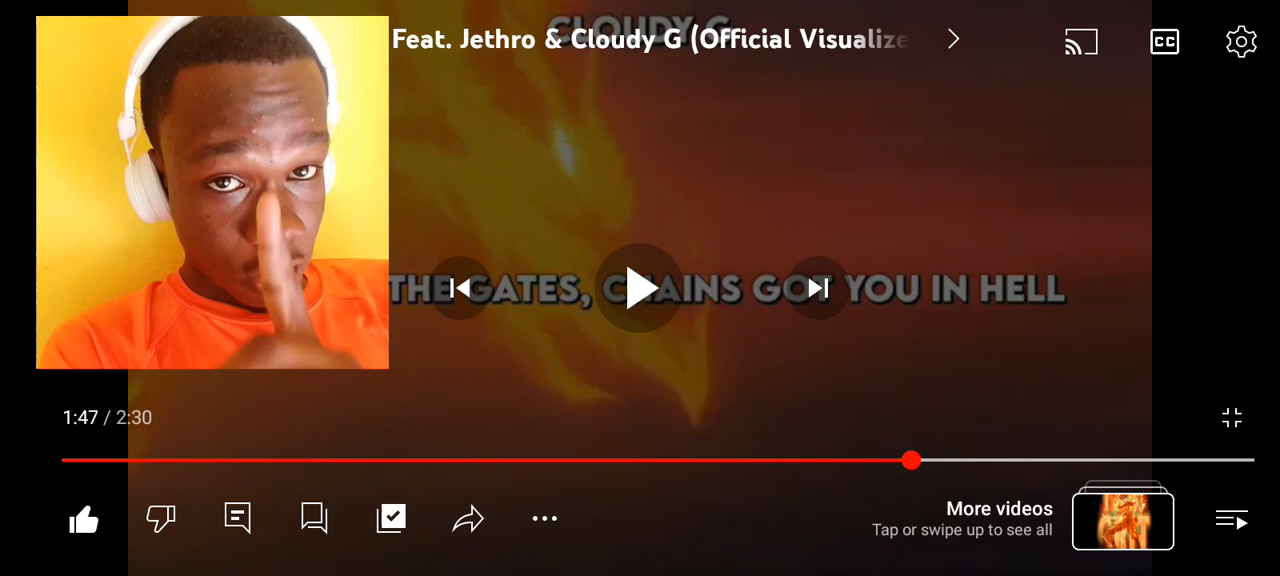 CLOUDY G
Feat. Jethro & Cloudy G (Official Visualize
CC
THE GATES, CHAINS GOT YOU IN HELL
1:47 / 2:30
More videos
Tap or swipe up to see all